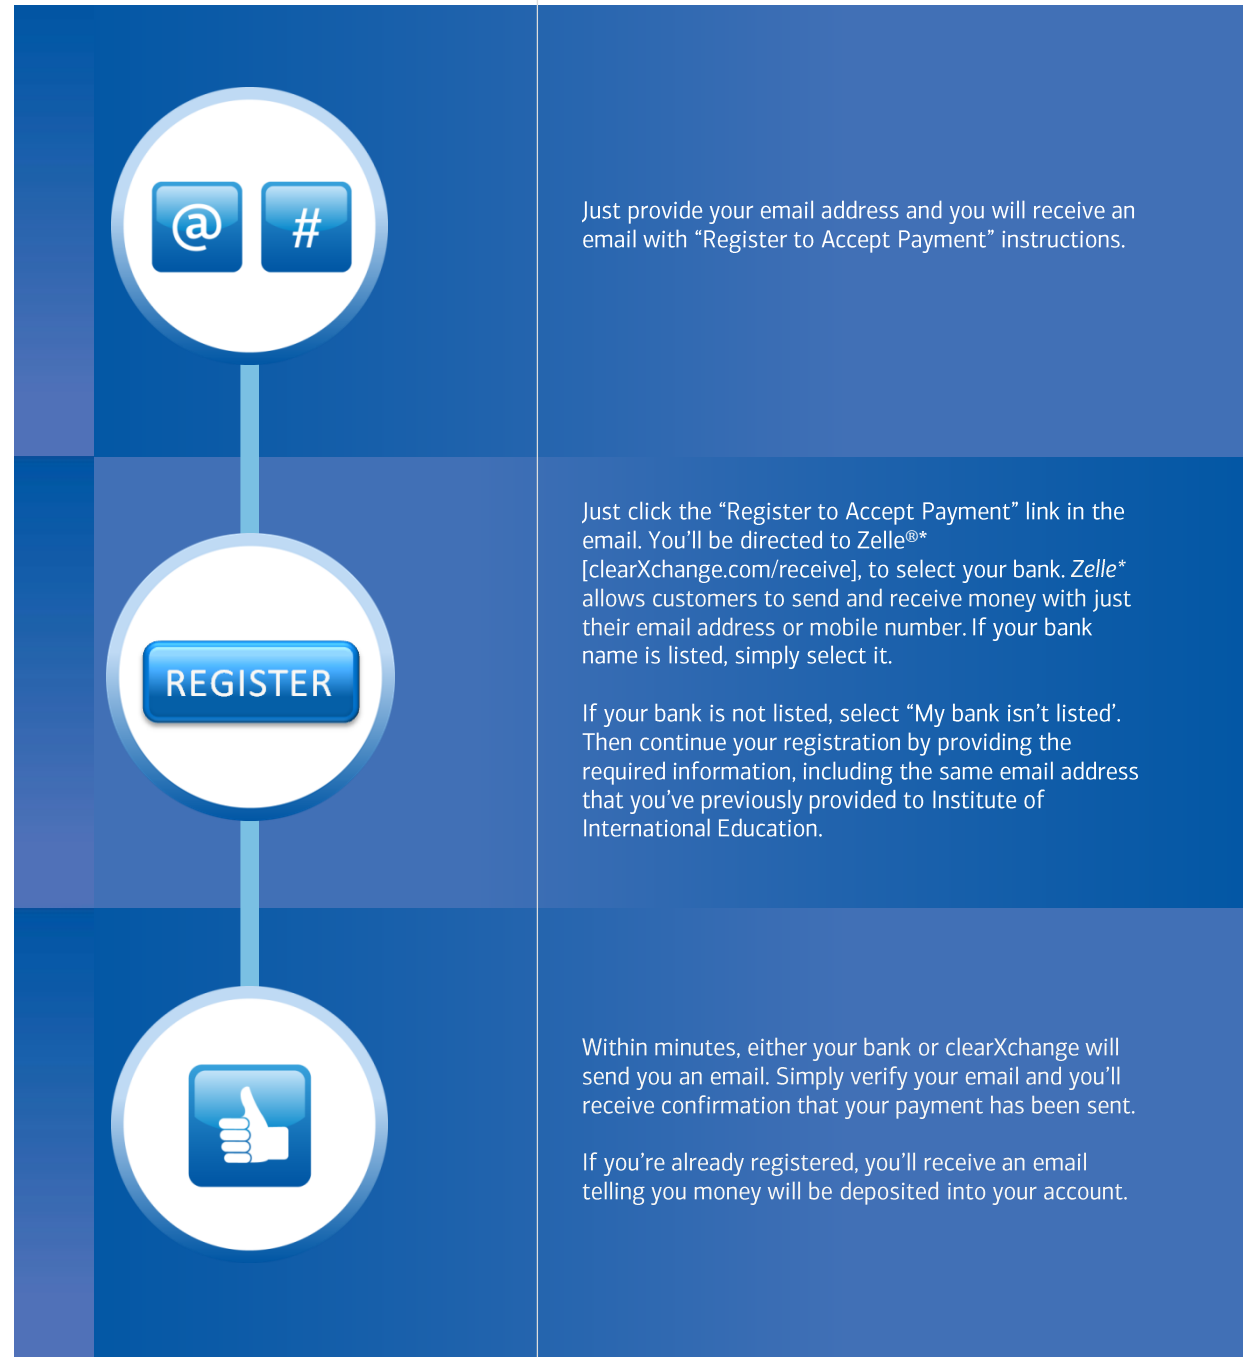 @ #
Just provide your email address and you will receive an
email with “Register to Accept Payment” instructions.
REGISTER
Just click the “Register to Accept Payment” link in the
email. You’ll be directed to Zelle®*
[clearXchange.com/receive], to select your bank. Zelle*
allows customers to send and receive money with just
their email address or mobile number. If your bank
name is listed, simply select it.
If your bank is not listed, select “My bank isn’t listed’.
Then continue your registration by providing the
required information, including the same email address
that you’ve previously provided to Institute of
International Education.
Within minutes, either your bank or clearXchange will
send you an email. Simply verify your email and you’ll
receive confirmation that your payment has been sent.
If you’re already registered, you’ll receive an email
telling you money will be deposited into your account.